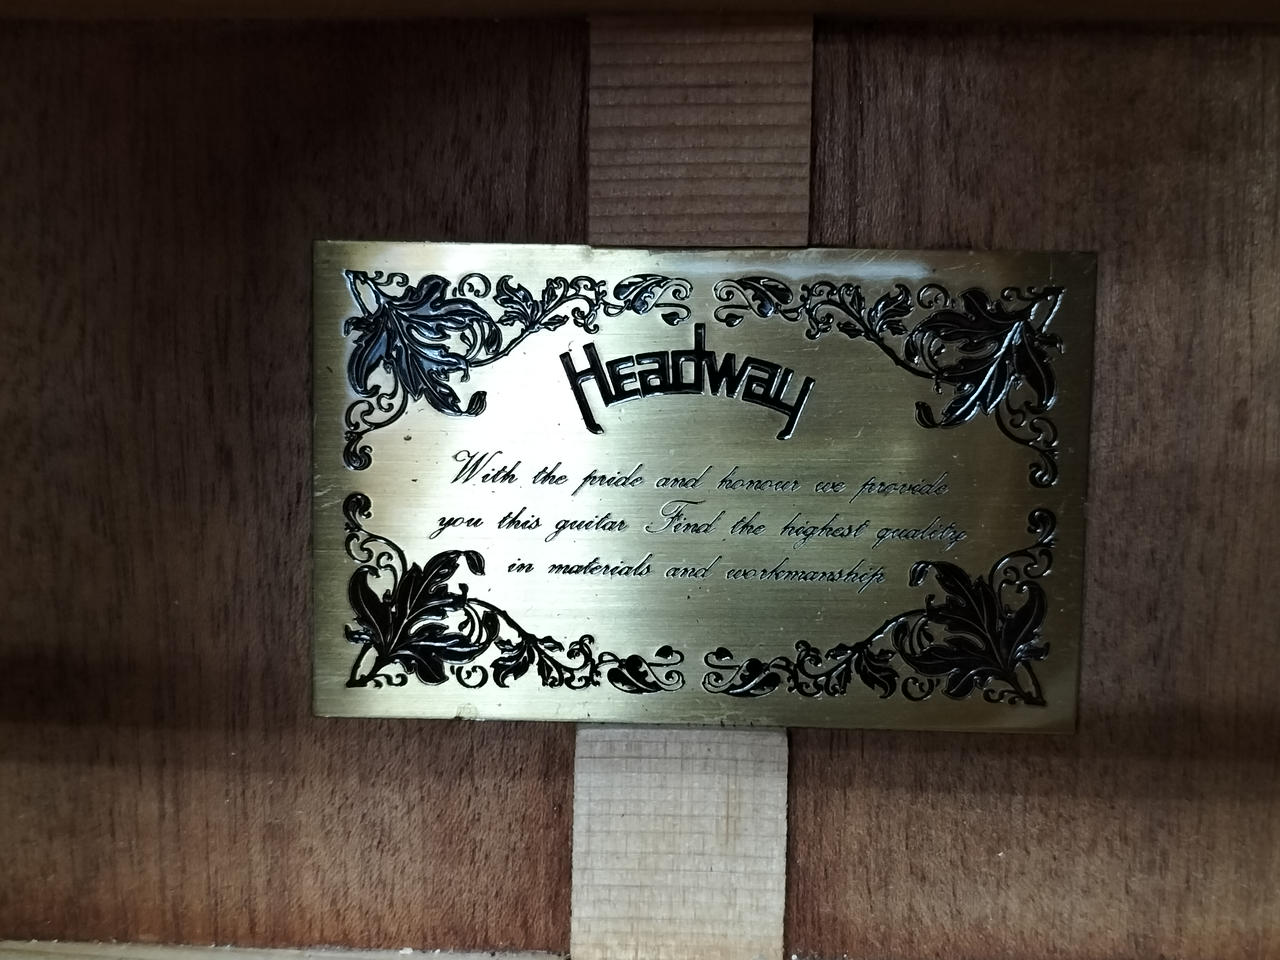 Headway
With the pride and honour we provide
you this guitar Find the highest quality
in materials and workmanship